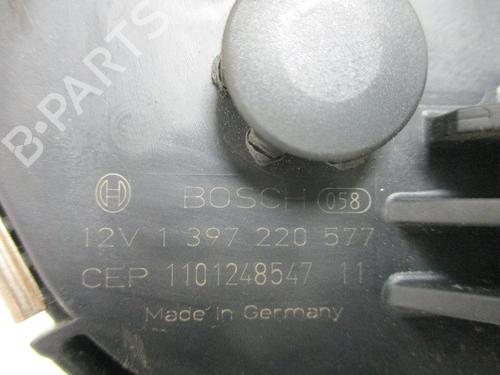 B-PARTS
BOSCH 058
12V 1 397 220 577
CEP 1101248547 11
Made in Germany